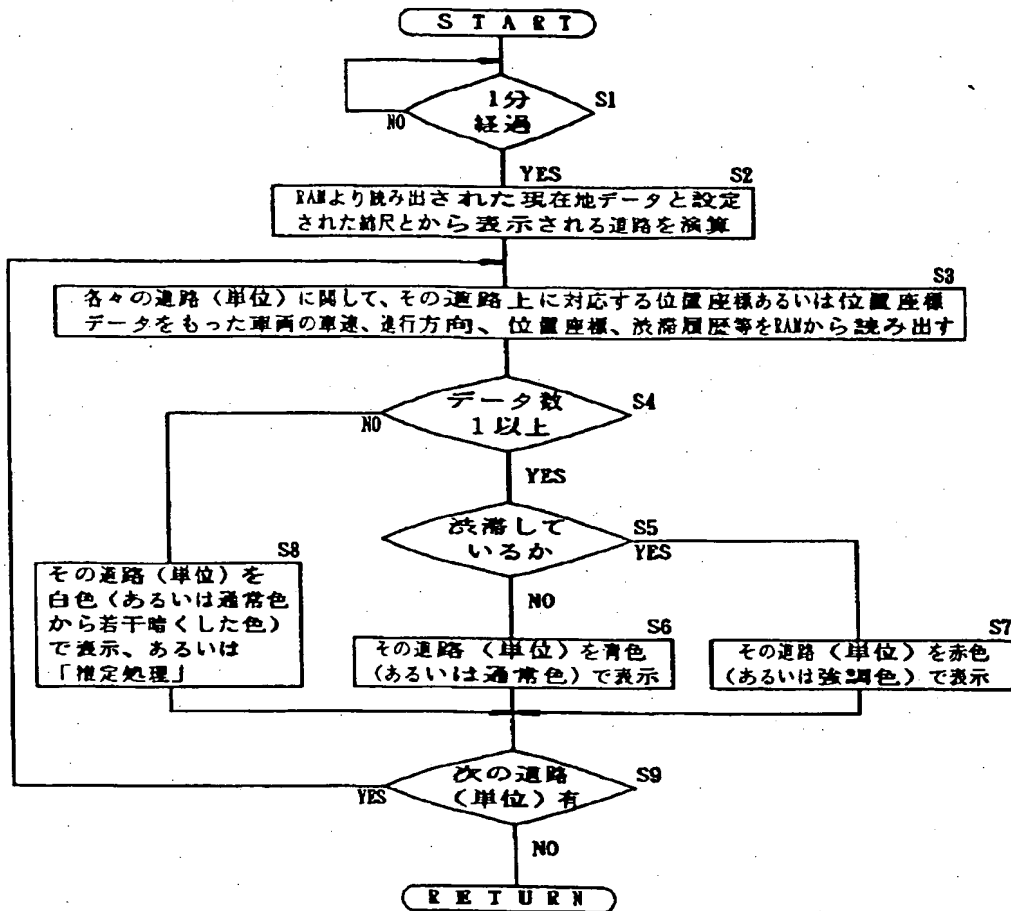 START
1分
経過
S1
NO
YES
S2
RAMより読み出された現在地データと設定
された縮尺とから表示される道路を演算
S3
各々の道路（単位）に関して、その道路上に対応する位置座標あるいは位置座標
データをもった車両の車速、進行方向、位置座標、渋滞履歴等をRAMから読み出す
データ数
1以上
S4
NO
YES
渋滞して
いるか
S5
YES
NO
S8
その道路（単位）を
白色（あるいは通常色
から若干暗くした色）
で表示、あるいは
「推定処理」
S6
その道路（単位）を青色
（あるいは通常色）で表示
S7
その道路（単位）を赤色
（あるいは強調色）で表示
次の道路
（単位）有
S9
YES
NO
RETURN